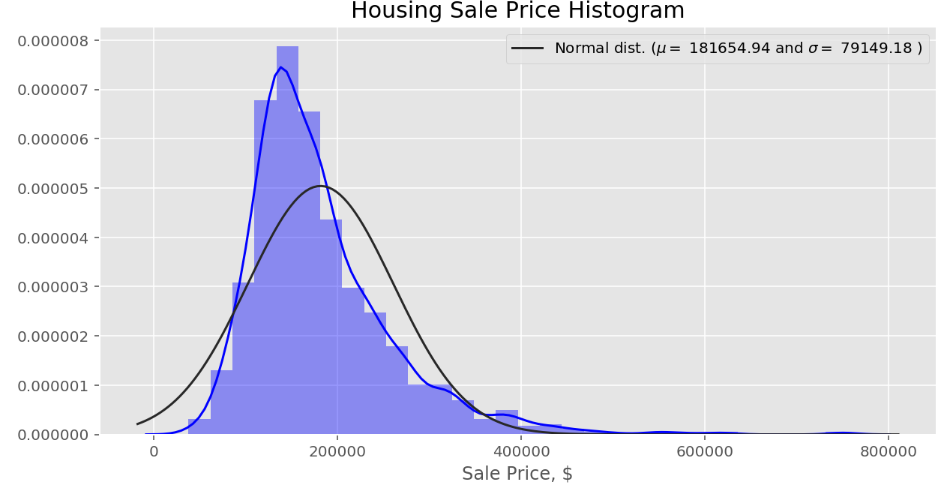 Housing Sale Price Histogram
Normal dist. (μ = 181654.94 and σ = 79149.18 )
0.000008
0.000007
0.000006
0.000005
0.000004
0.000003
0.000002
0.000001
0.000000
0 200000 400000 600000 800000
Sale Price, $